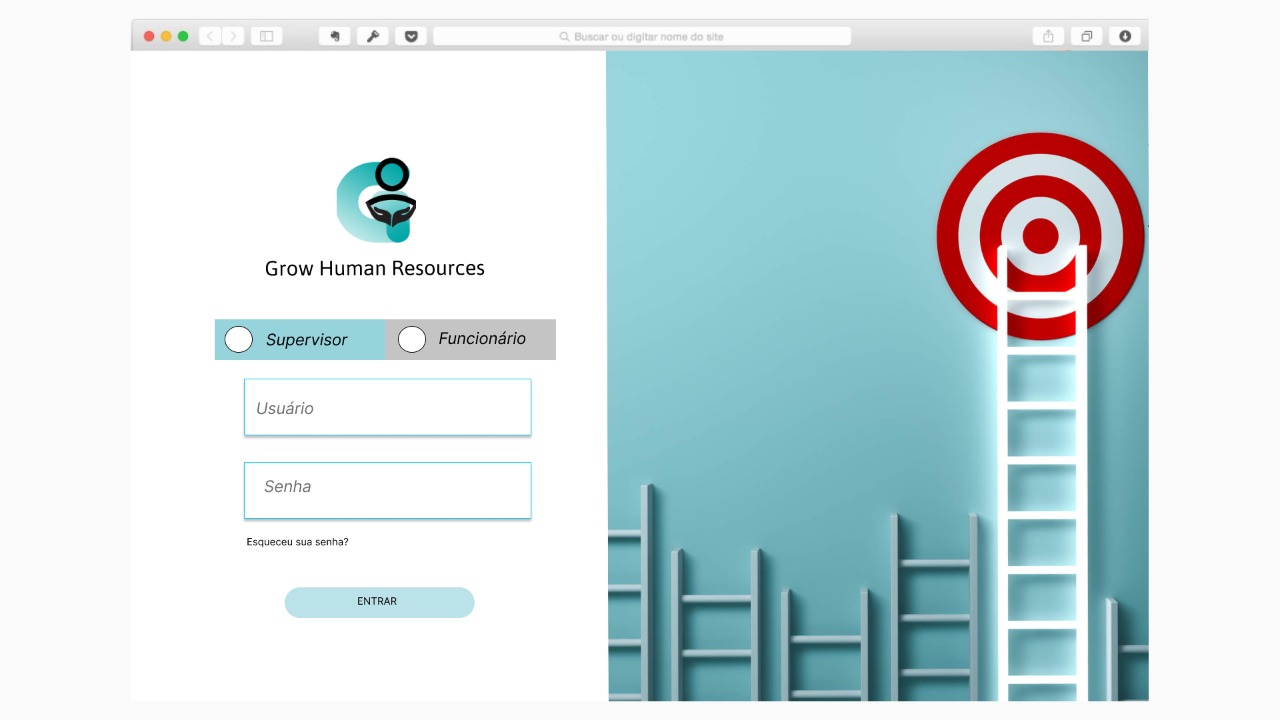 Buscar ou digitar nome do site
Grow Human Resources
Supervisor
Funcionário
Usuário
Senha
Esqueceu sua senha?
ENTRAR